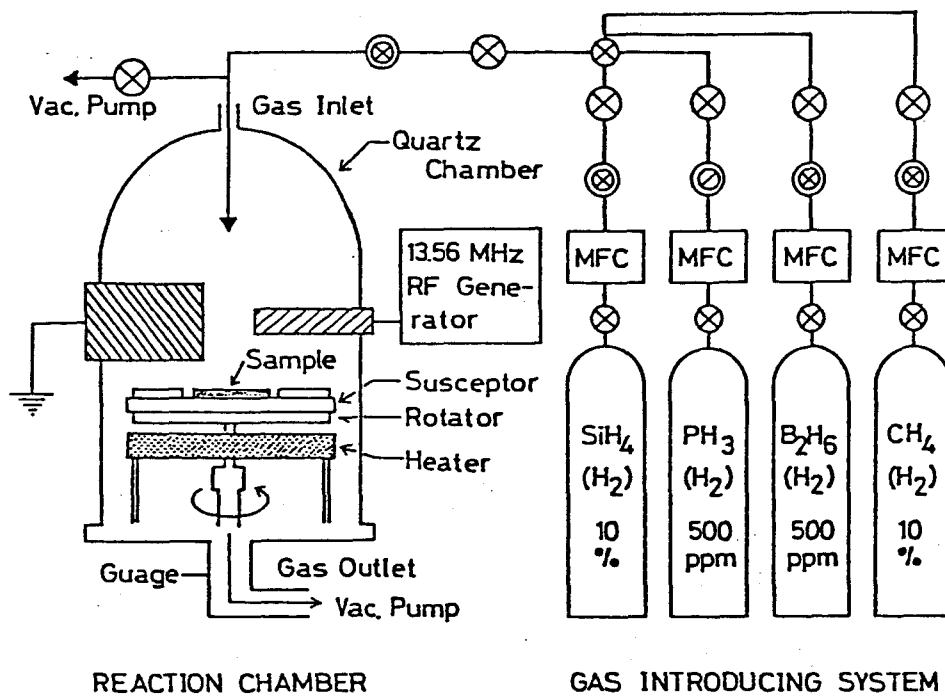 Vac. Pump
Gas Inlet
Quartz
Chamber
13.56 MHz
RF Gene-
rator
Sample
Susceptor
Rotator
Heater
Guage
Gas Outlet
Vac. Pump
REACTION CHAMBER
MFC
MFC
MFC
MFC
SiH₄
(H₂)
10
%
PH₃
(H₂)
500
ppm
B₂H₆
(H₂)
500
ppm
CH₄
(H₂)
10
%
GAS INTRODUCING SYSTEM